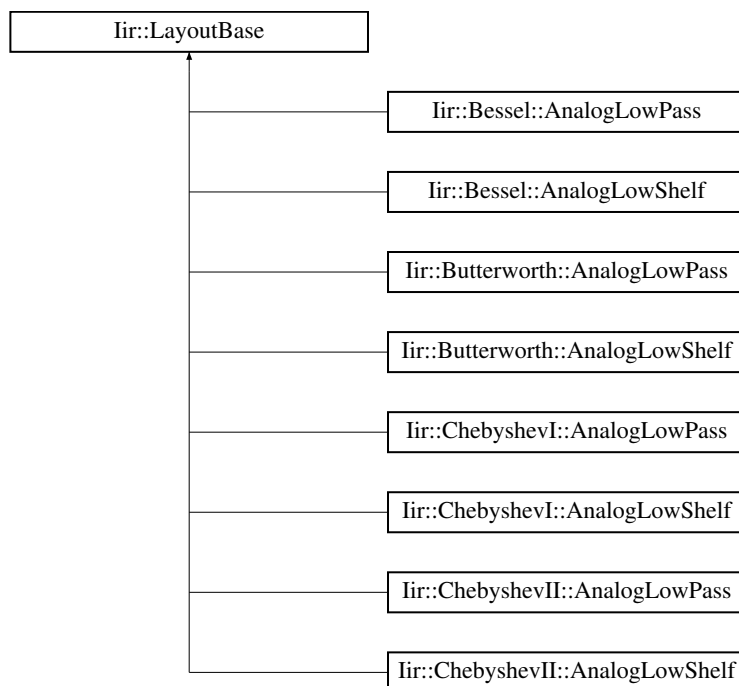 Iir::LayoutBase
Iir::Bessel::AnalogLowPass
Iir::Bessel::AnalogLowShelf
Iir::Butterworth::AnalogLowPass
Iir::Butterworth::AnalogLowShelf
Iir::ChebyshevI::AnalogLowPass
Iir::ChebyshevI::AnalogLowShelf
Iir::ChebyshevII::AnalogLowPass
Iir::ChebyshevII::AnalogLowShelf